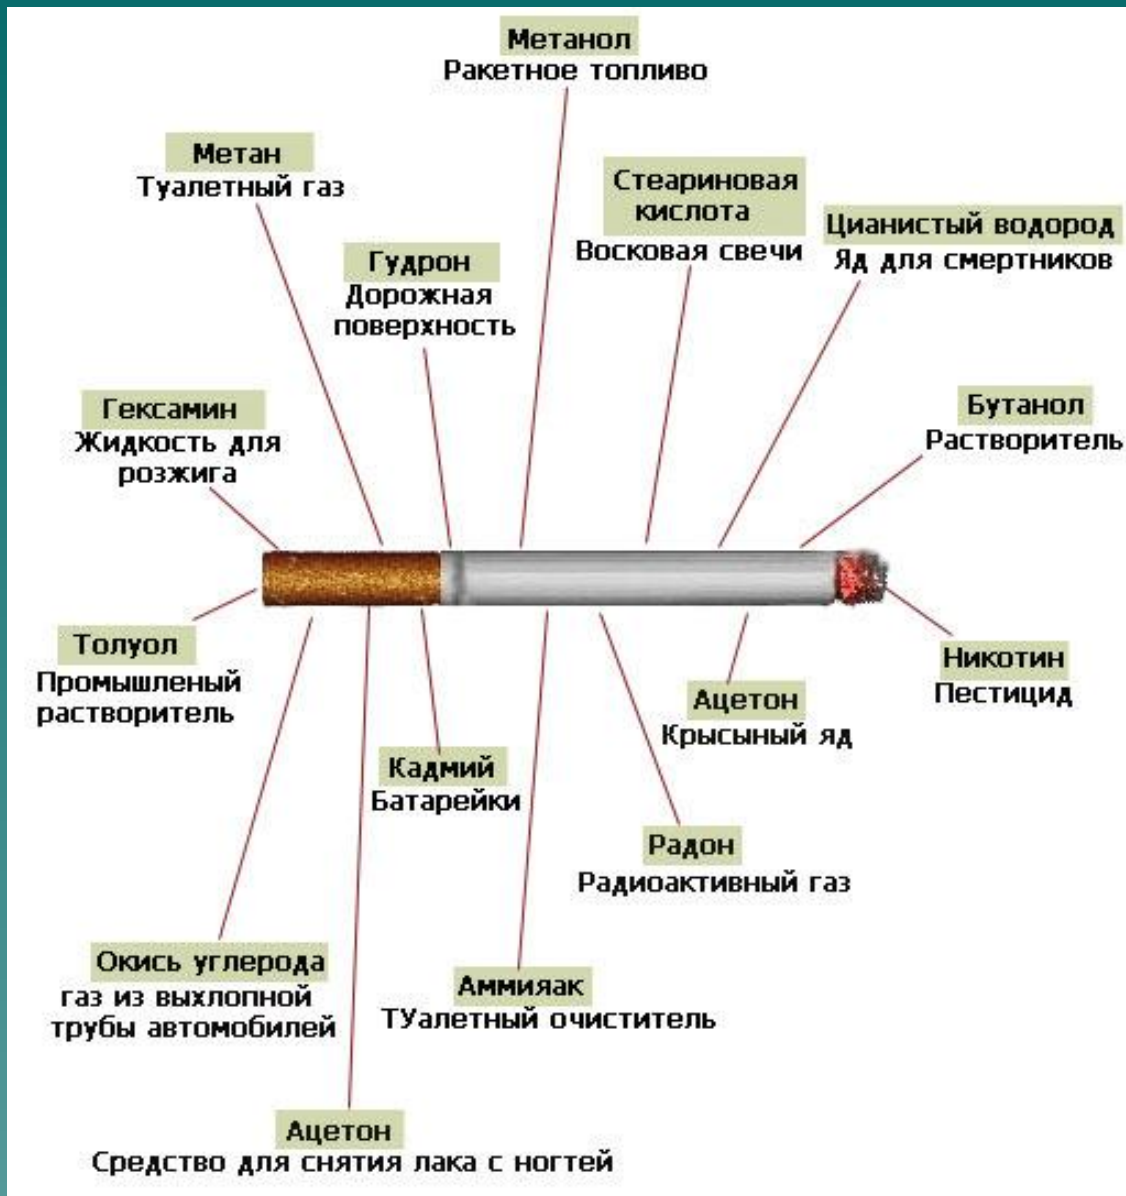 Метанол
Ракетное топливо
Метан
Туалетный газ
Стеариновая
кислота
Восковая свечи
Цианистый водород
Яд для смертников
Гудрон
Дорожная
поверхность
Гексамин
Жидкость для
розжига
Бутанол
Растворитель
Толуол
Промышленый
растворитель
Никотин
Пестицид
Ацетон
Крысыный яд
Кадмий
Батарейки
Радон
Радиоактивный газ
Окись углерода
газ из выхлопной
трубы автомобилей
Аммияак
ТУалетный очиститель
Ацетон
Средство для снятия лака с ногтей